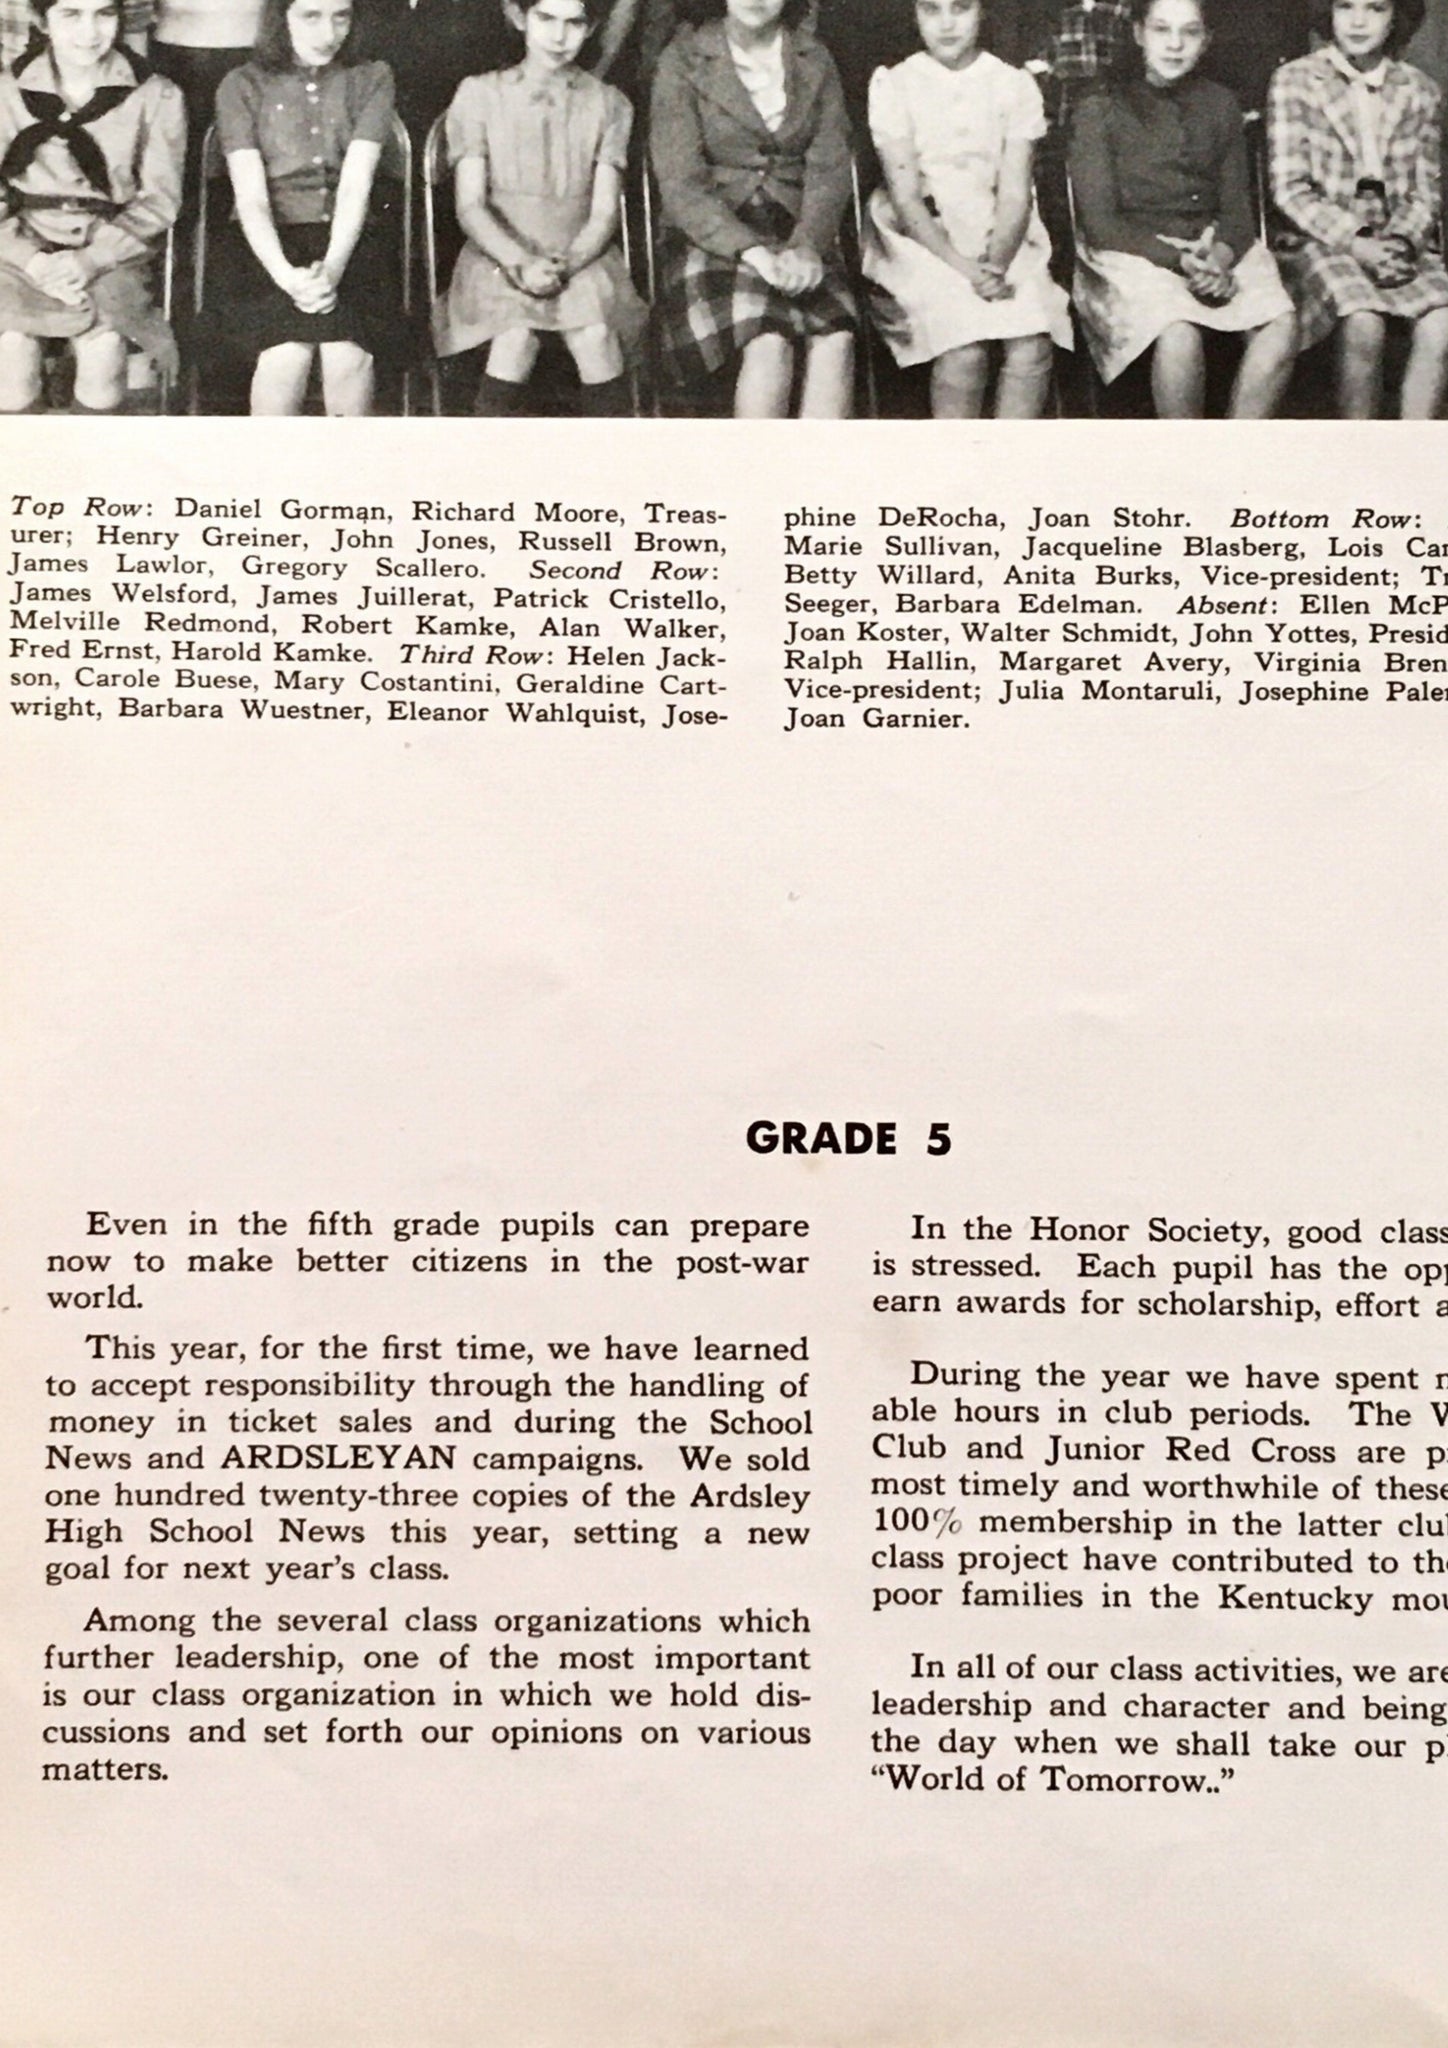 Top Row: Daniel Gorman, Richard Moore, Treas-
urer; Henry Greiner, John Jones, Russell Brown,
James Lawlor, Gregory Scallero. Second Row:
James Welsford, James Juillerat, Patrick Cristello,
Melville Redmond, Robert Kamke, Alan Walker,
Fred Ernst, Harold Kamke. Third Row: Helen Jack-
son, Carole Buese, Mary Costantini, Geraldine Cart-
wright, Barbara Wuestner, Eleanor Wahlquist, Jose-
phine DeRocha, Joan Stohr. Bottom Row:
Marie Sullivan, Jacqueline Blasberg, Lois
Betty Willard, Anita Burks, Vice-president;
Seeger, Barbara Edelman. Absent: Ellen
Joan Koster, Walter Schmidt, John Yottes,
Ralph Hallin, Margaret Avery, Virginia
Vice-president; Julia Montaruli, Josephine
Joan Garnier.
GRADE 5
Even in the fifth grade pupils can prepare
now to make better citizens in the post-war
world.
This year, for the first time, we have learned
to accept responsibility through the handling of
money in ticket sales and during the School
News and ARDSLEYAN campaigns. We sold
one hundred twenty-three copies of the Ardsley
High School News this year, setting a new
goal for next year's class.
Among the several class organizations which
further leadership, one of the most important
is our class organization in which we hold dis-
cussions and set forth our opinions on various
matters.
In the Honor Society, good class
is stressed. Each pupil has the
earn awards for scholarship, effort
During the year we have spent
able hours in club periods. The
Club and Junior Red Cross are
most timely and worthwhile of these
100% membership in the latter
class project have contributed to
poor families in the Kentucky
In all of our class activities, we are
leadership and character and being
the day when we shall take our
"World of Tomorrow.."